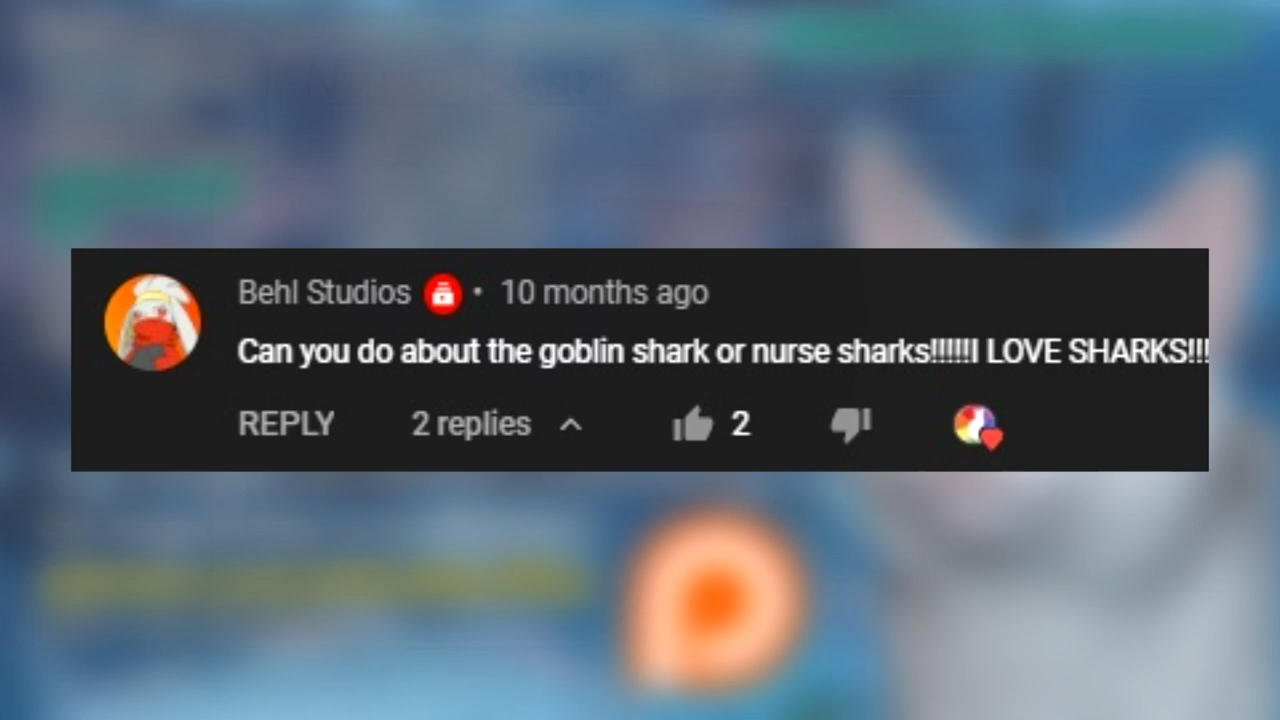 Behl Studios • 10 months ago
Can you do about the goblin shark or nurse sharks!!!!!!I LOVE SHARKS!!!
REPLY 2 replies 2